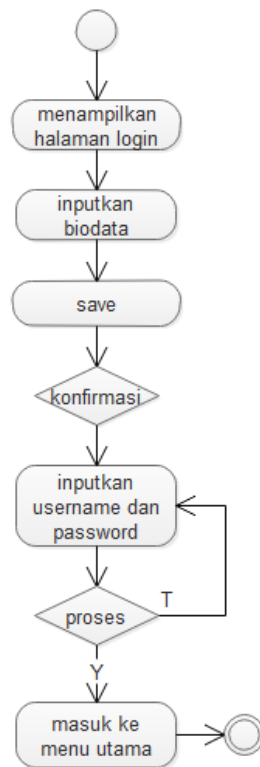 menampilkan
halaman login
inputkan
biodata
save
konfirmasi
inputkan
username dan
password
proses
T
Y
masuk ke
menu utama